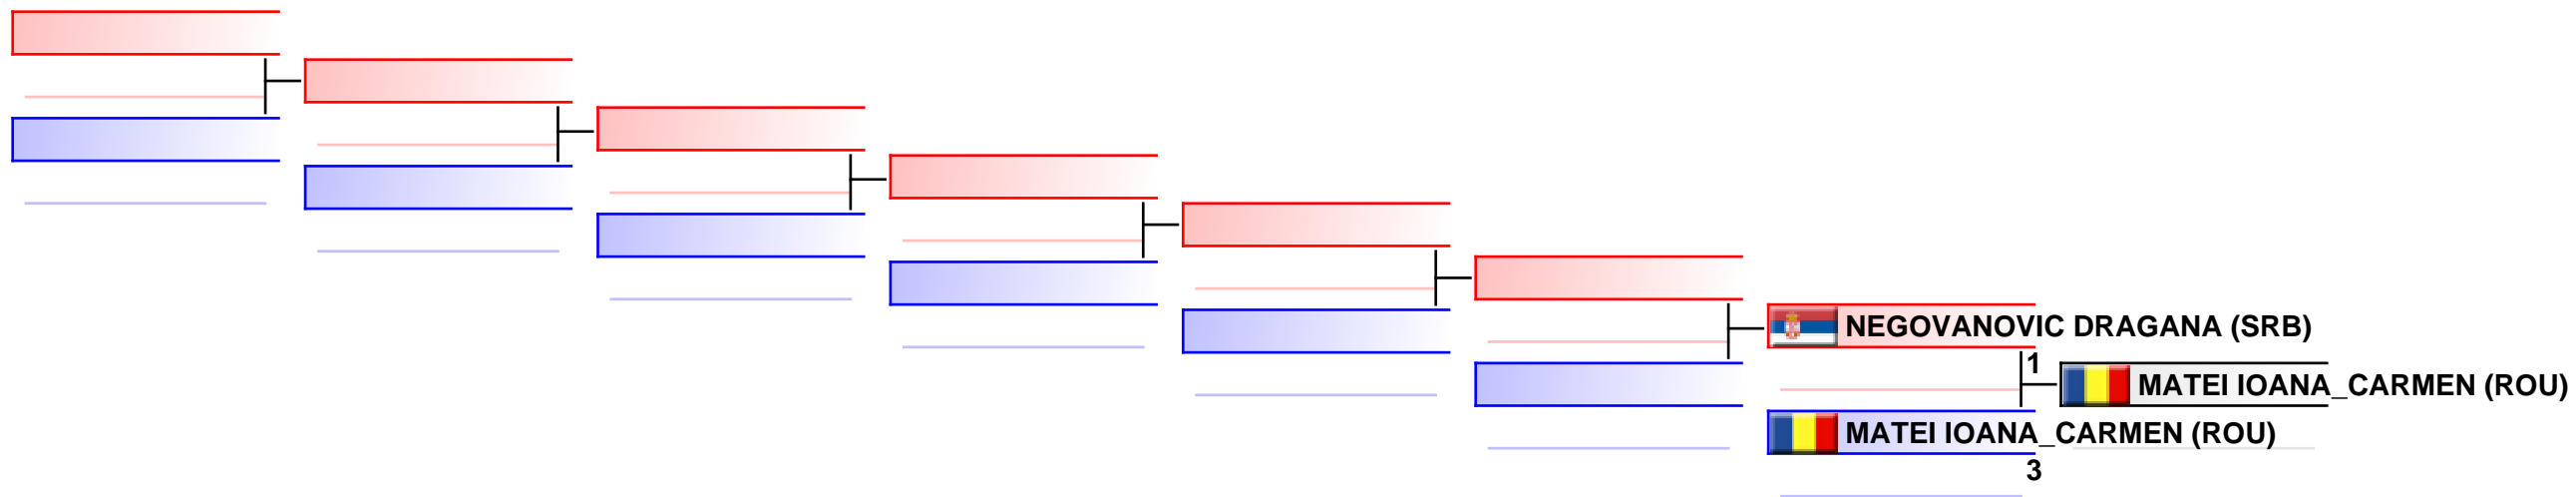 NEGOVANOVIC DRAGANA (SRB)
1
MATEI IOANA_CARMEN (ROU)
MATEI IOANA_CARMEN (ROU)
3